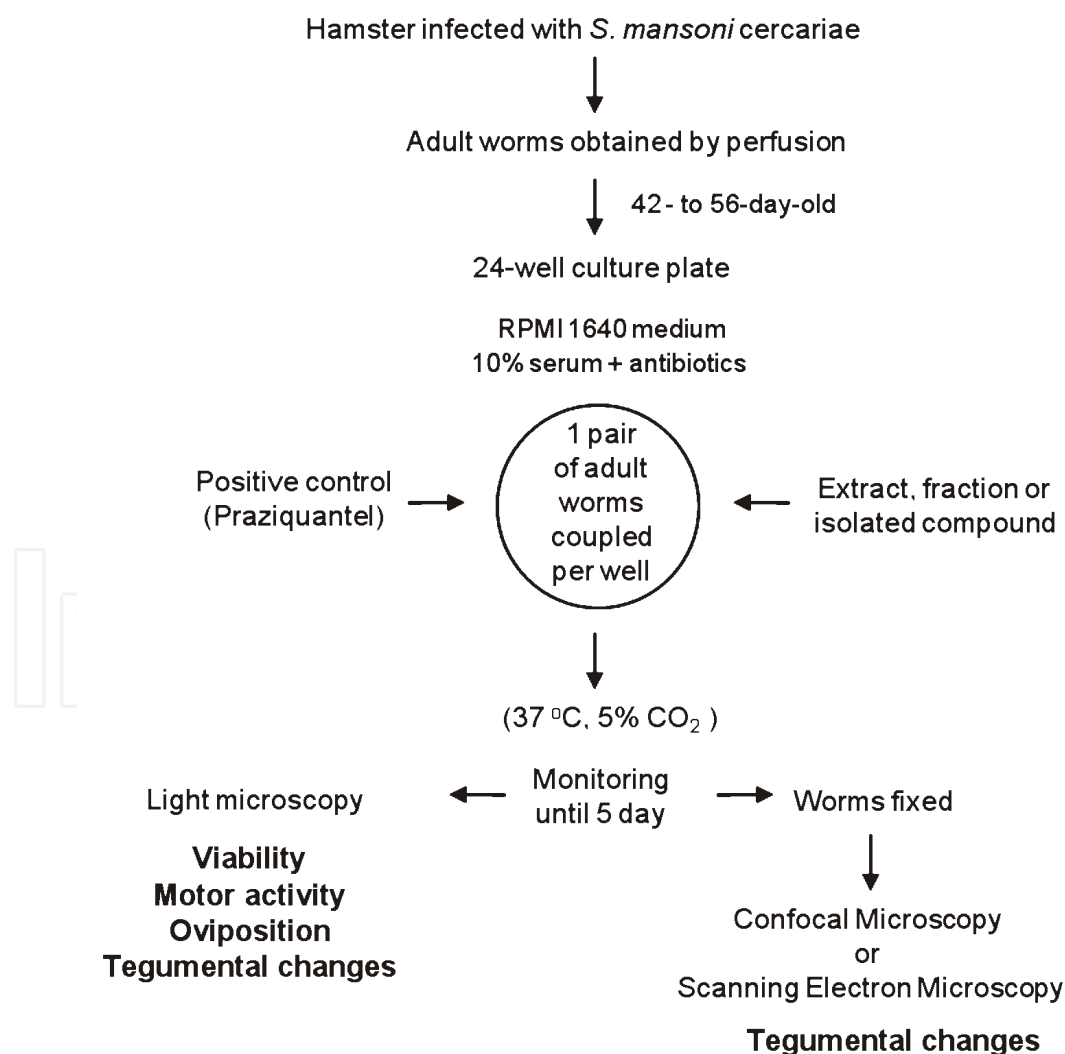 Hamster infected with S. mansoni cercariae
Adult worms obtained by perfusion
42- to 56-day-old
24-well culture plate
RPMI 1640 medium
10% serum + antibiotics
Positive control
(Praziquantel)
1 pair
of adult
worms
coupled
per well
Extract, fraction or
isolated compound
(37 ºC, 5% CO₂ )
Monitoring
until 5 day
Light microscopy
Viability
Motor activity
Oviposition
Tegumental changes
Worms fixed
Confocal Microscopy
or
Scanning Electron Microscopy
Tegumental changes